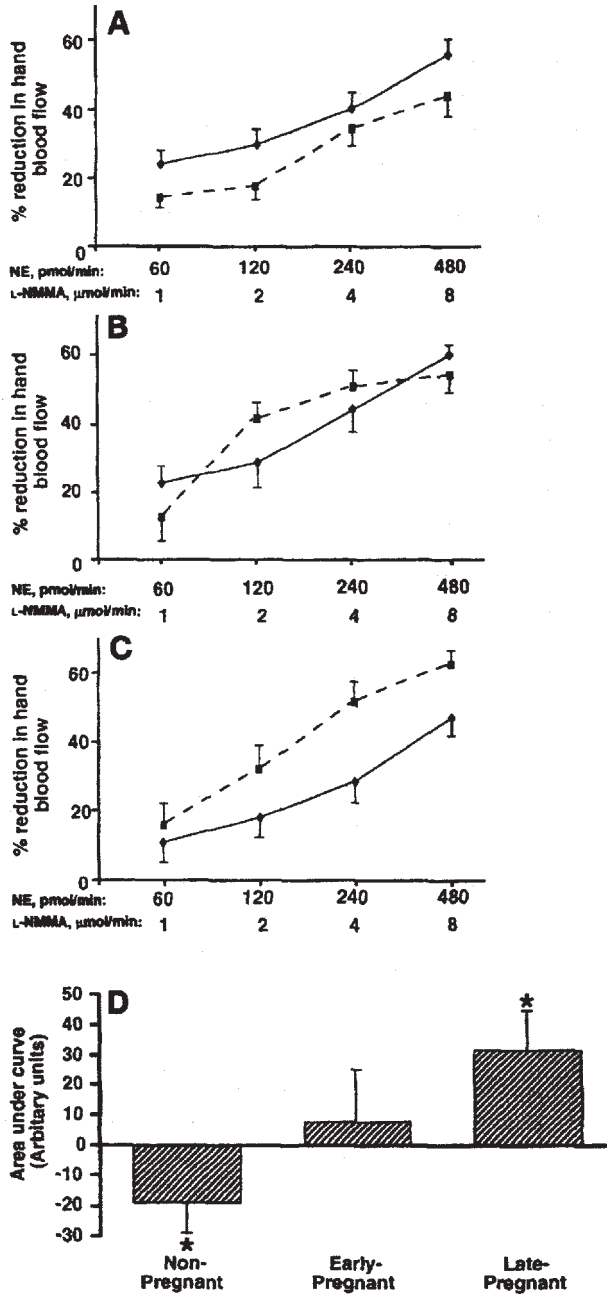 A
% reduction in hand
blood flow
60
40
20
0
NE, pmol/min: 60 120 240 480
L-NMMA, μmol/min: 1 2 4 8
B
% reduction in hand
blood flow
60
40
20
0
NE, pmol/min: 60 120 240 480
L-NMMA, μmol/min: 1 2 4 8
C
% reduction in hand
blood flow
60
40
20
0
NE, pmol/min: 60 120 240 480
L-NMMA, μmol/min: 1 2 4 8
D
Area under curve
(Arbitary units)
50
40
30
20
10
0
-10
-20
-30
*
*
Non-
Pregnant
Early-
Pregnant
Late-
Pregnant